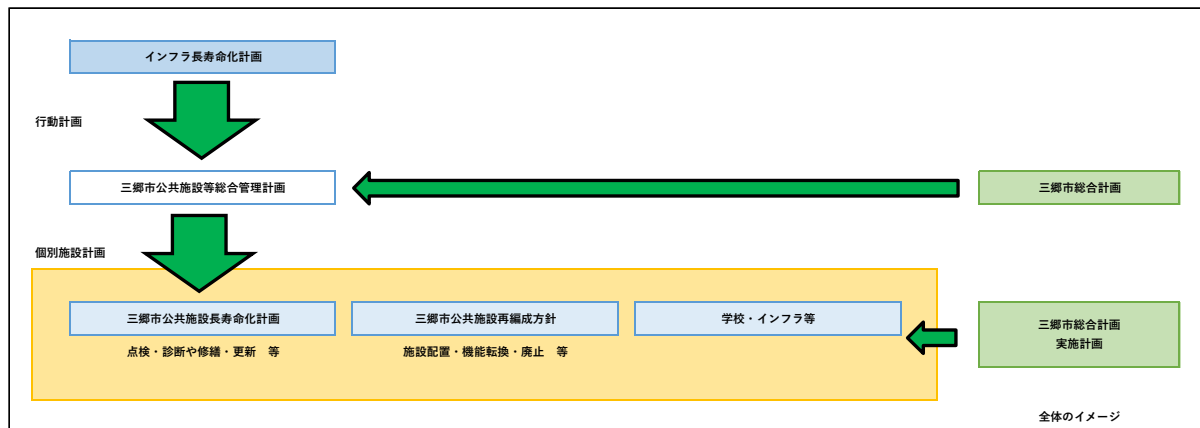 インフラ長寿命化計画
行動計画
三郷市公共施設等総合管理計画
三郷市総合計画
個別施設計画
三郷市公共施設長寿命化計画
三郷市公共施設再編成方針
学校・インフラ等
点検・診断や修繕・更新　等
施設配置・機能転換・廃止　等
三郷市総合計画
実施計画
全体のイメージ